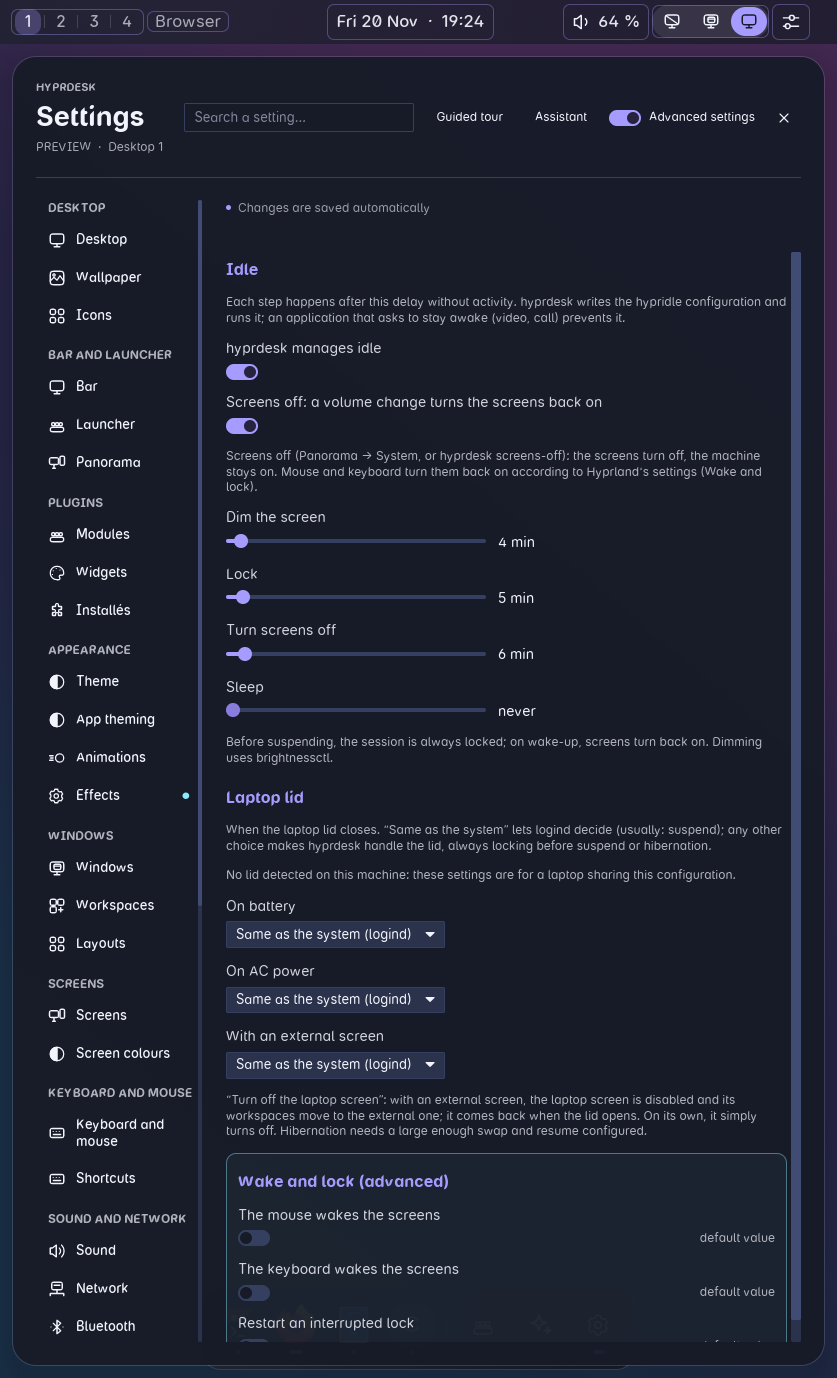 1 2 3 4 Browser Fri 20 Nov · 19:24 64 %
HYPRDESK
Settings
Search a setting... Guided tour Assistant Advanced settings
PREVIEW · Desktop 1
DESKTOP
Desktop
Wallpaper
Icons
BAR AND LAUNCHER
Bar
Launcher
Panorama
PLUGINS
Modules
Widgets
Installés
APPEARANCE
Theme
App theming
Animations
Effects
WINDOWS
Windows
Workspaces
Layouts
SCREENS
Screens
Screen colours
KEYBOARD AND MOUSE
Keyboard and
mouse
Shortcuts
SOUND AND NETWORK
Sound
Network
Bluetooth
Changes are saved automatically
Idle
Each step happens after this delay without activity. hyprdesk writes the hypridle configuration and
runs it; an application that asks to stay awake (video, call) prevents it.
hyprdesk manages idle
Screens off: a volume change turns the screens back on
Screens off (Panorama → System, or hyprdesk screens-off): the screens turn off, the machine
stays on. Mouse and keyboard turn them back on according to Hyprland's settings (Wake and
lock).
Dim the screen
4 min
Lock
5 min
Turn screens off
6 min
Sleep
never
Before suspending, the session is always locked; on wake-up, screens turn back on. Dimming
uses brightnessctl.
Laptop lid
When the laptop lid closes. “Same as the system” lets logind decide (usually: suspend); any other
choice makes hyprdesk handle the lid, always locking before suspend or hibernation.
No lid detected on this machine: these settings are for a laptop sharing this configuration.
On battery
Same as the system (logind)
On AC power
Same as the system (logind)
With an external screen
Same as the system (logind)
“Turn off the laptop screen”: with an external screen, the laptop screen is disabled and its
workspaces move to the external one; it comes back when the lid opens. On its own, it simply
turns off. Hibernation needs a large enough swap and resume configured.
Wake and lock (advanced)
The mouse wakes the screens
default value
The keyboard wakes the screens
default value
Restart an interrupted lock